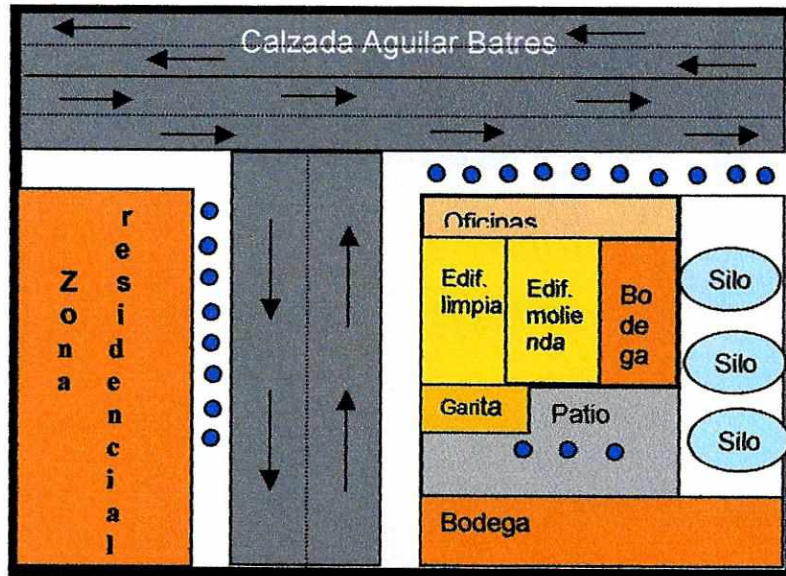 Calzada Aguilar Batres
Zona
residencial
Oficinas
Edif.
limpia
Edif.
molie
nda
Bo
de
ga
Silo
Silo
Silo
Garita
Patio
Bodega